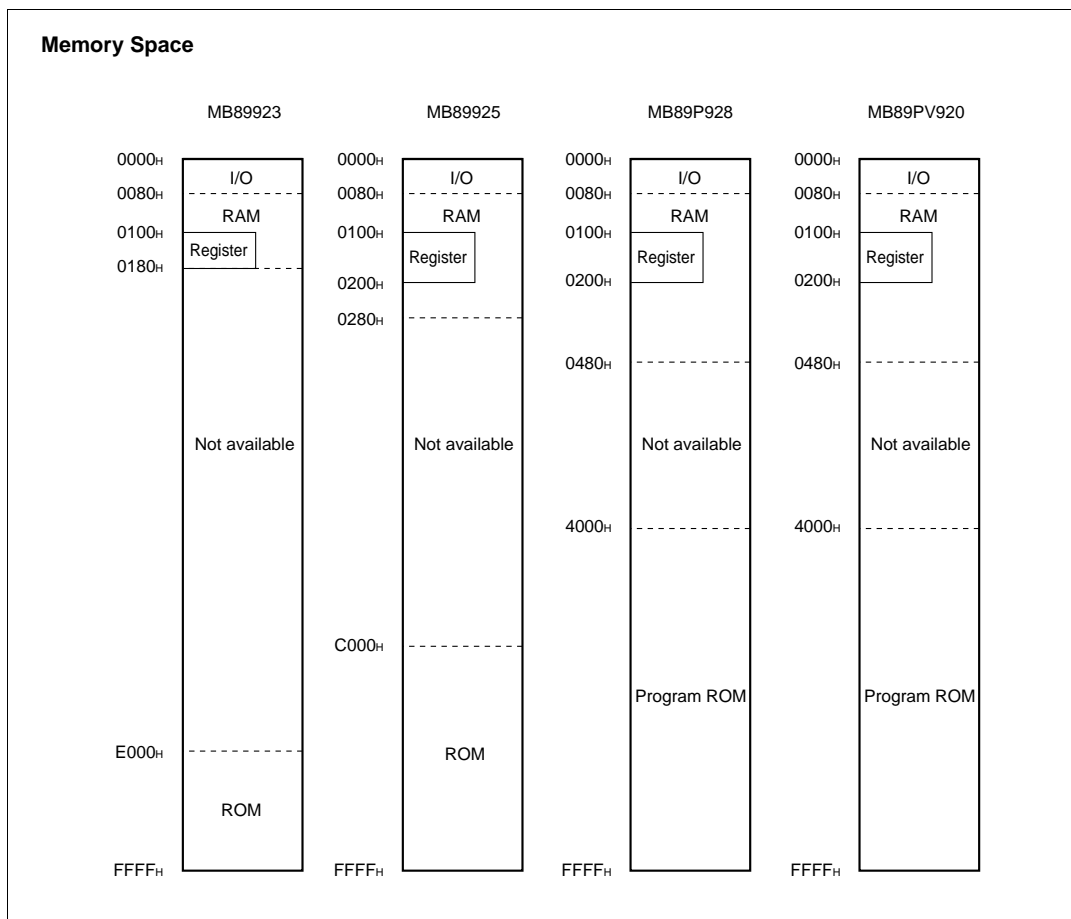 Memory Space
MB89923 MB89925 MB89P928 MB89PV920
0000H I/O 0000H I/O 0000H I/O 0000H I/O
0080H 0080H 0080H 0080H
RAM RAM RAM RAM
0100H 0100H 0100H 0100H
Register Register Register Register
0180H
0200H 0200H 0200H
0280H
0480H 0480H
Not available Not available Not available Not available
4000H 4000H
C000H
Program ROM Program ROM
E000H
ROM
ROM
FFFFH FFFFH FFFFH FFFFH